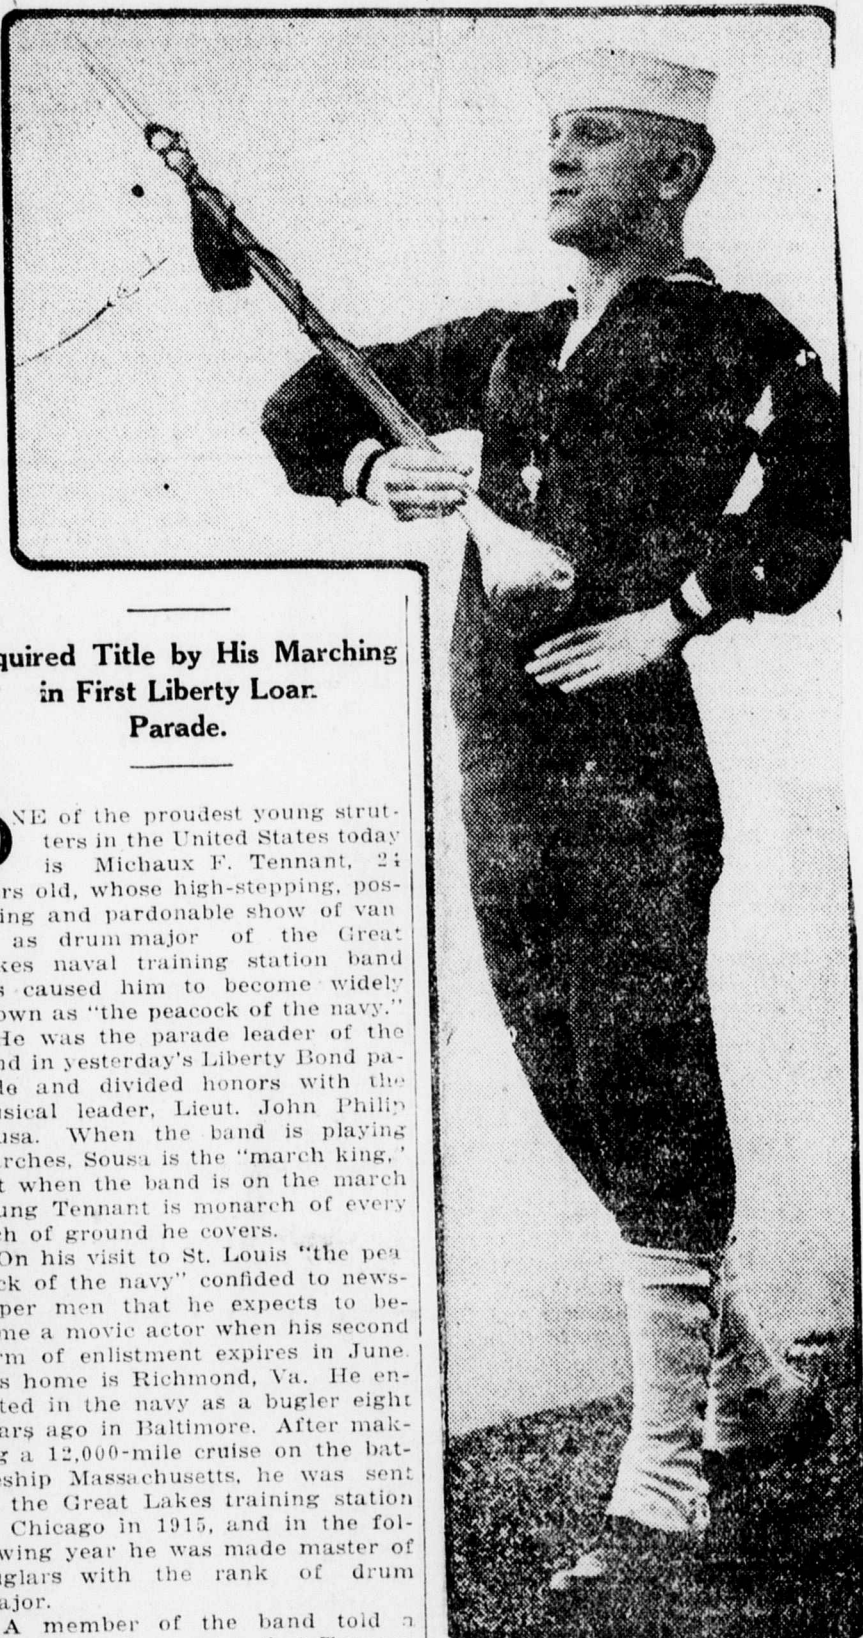 quired Title by His Marching
in First Liberty Loan
Parade.
ONE of the proudest young strut-
ters in the United States today
is Michaux F. Tennant, 24
rs old, whose high-stepping, pos-
ing and pardonable show of van
as drum major of the Great
kes naval training station band
s caused him to become widely
own as "the peacock of the navy."
He was the parade leader of the
nd in yesterday's Liberty Bond pa-
de and divided honors with the
usical leader, Lieut. John Philip
usa. When the band is playing
rches, Sousa is the "march king,'
t when the band is on the march
ung Tennant is monarch of every
ch of ground he covers.
On his visit to St. Louis "the pea
ck of the navy" confided to news-
per men that he expects to be-
me a movie actor when his second
rm of enlistment expires in June.
s home is Richmond, Va. He en-
ted in the navy as a bugler eight
ars ago in Baltimore. After mak-
g a 12,000-mile cruise on the bat-
eship Massachusetts, he was sent
the Great Lakes training station
Chicago in 1915, and in the fol-
wing year he was made master of
uglars with the rank of drum
ajor.
A member of the band told a